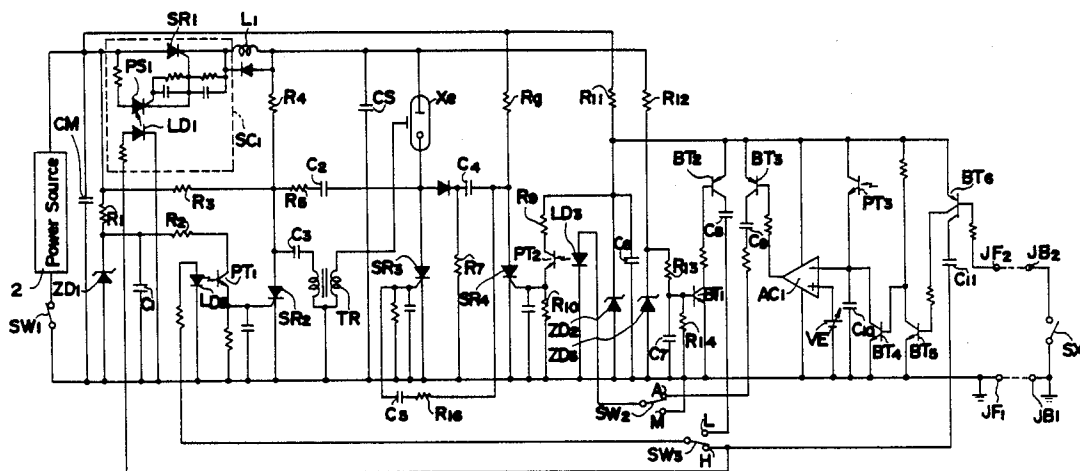 SR1
L1
PS1
LD1
SC1
CM
R4
CS
Xe
Rg
R11
R12
Power Source
2
SW1
R1
ZD1
R3
R2
R5
C2
C3
PT1
SR2
TR
C4
R7
SR3
SR4
R9
LD3
PT2
R10
C6
ZD2
ZD3
R13
BT1
R14
C7
C5
R16
BT2
BT3
C8
C9
AC1
VE
PT3
C10
BT4
BT5
BT6
C11
JF2
JB2
SX
JF1
JB1
SW2
A
M
L
SW3
H